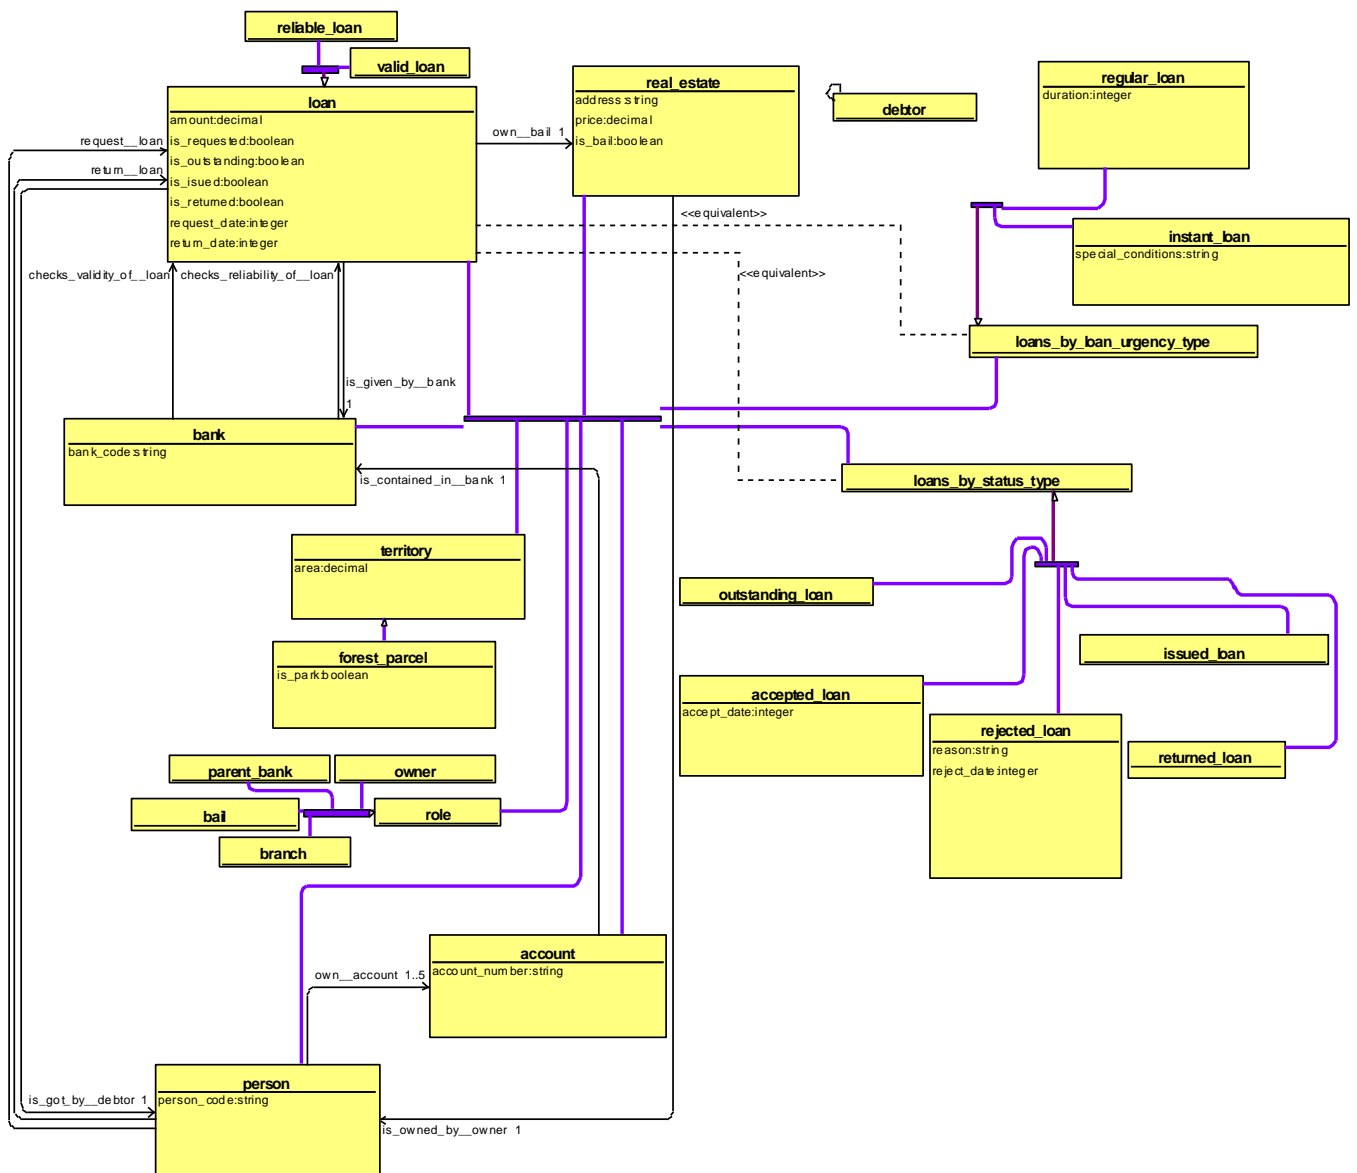 reliable_loan
valid_loan
loan
amount:decimal
is_requested:boolean
is_outstanding:boolean
is_isued:boolean
is_returned:boolean
request_date:integer
return_date:integer
real_estate
address:string
price:decimal
is_bail:boolean
debtor
regular_loan
duration:integer
request__loan
return__loan
own__bail 1
<<equivalent>>
<<equivalent>>
instant_loan
special_conditions:string
checks_validity_of__loan
checks_reliability_of__loan
loans_by_loan_urgency_type
is_given_by__bank
1
bank
bank_code:string
is_contained_in__bank 1
loans_by_status_type
territory
area:decimal
outstanding_loan
forest_parcel
is_park:boolean
issued_loan
accepted_loan
accept_date:integer
rejected_loan
reason:string
reject_date:integer
returned_loan
parent_bank
owner
bail
role
branch
account
account_number:string
own__account 1..5
person
person_code:string
is_got_by__debtor 1
is_owned_by__owner 1